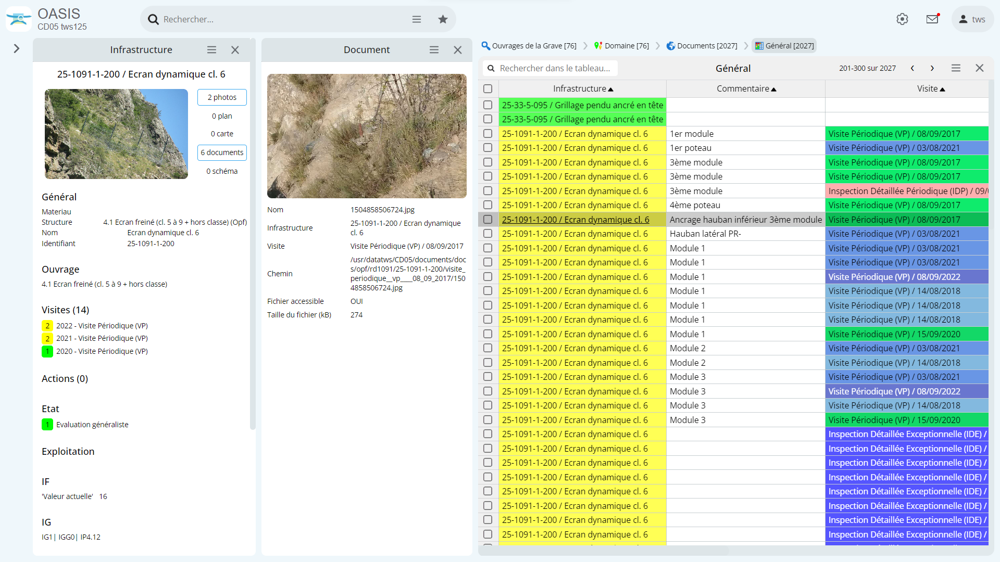 OASIS
CD05 tws125
Rechercher...
tws
Infrastructure
25-1091-1-200 / Ecran dynamique cl. 6
2 photos
0 plan
0 carte
6 documents
0 schéma
Général
Materiau
Structure 4.1 Ecran freiné (cl. 5 à 9 + hors classe) (Opf)
Nom Ecran dynamique cl. 6
Identifiant 25-1091-1-200
Ouvrage
4.1 Ecran freiné (cl. 5 à 9 + hors classe)
Visites (14)
2 2022 - Visite Périodique (VP)
2 2021 - Visite Périodique (VP)
1 2020 - Visite Périodique (VP)
Actions (0)
Etat
1 Evaluation généraliste
Exploitation
IF
'Valeur actuelle' 16
IG
IG1| IGG0| IP4.12
Document
Nom 1504858506724.jpg
Infrastructure 25-1091-1-200 / Ecran dynamique
cl. 6
Visite Visite Périodique (VP) / 08/09/2017
Chemin /usr/datatws/CD05/documents/doc
s/opf/rd1091/25-1091-1-200/visite_
periodique__vp____08_09_2017/150
4858506724.jpg
Fichier accessible OUI
Taille du fichier (kB) 274
Ouvrages de la Grave [76] Domaine [76] Documents [2027] Général [2027]
Rechercher dans le tableau... Général 201-300 sur 2027
Infrastructure Commentaire Visite
25-33-5-095 / Grillage pendu ancré en tête
25-33-5-095 / Grillage pendu ancré en tête
25-1091-1-200 / Ecran dynamique cl. 6 1er module Visite Périodique (VP) / 08/09/2017
25-1091-1-200 / Ecran dynamique cl. 6 1er poteau Visite Périodique (VP) / 03/08/2021
25-1091-1-200 / Ecran dynamique cl. 6 3ème module Visite Périodique (VP) / 08/09/2017
25-1091-1-200 / Ecran dynamique cl. 6 3ème module Visite Périodique (VP) / 08/09/2017
25-1091-1-200 / Ecran dynamique cl. 6 3ème module Inspection Détaillée Périodique (IDP) / 09/
25-1091-1-200 / Ecran dynamique cl. 6 4ème poteau Visite Périodique (VP) / 08/09/2017
25-1091-1-200 / Ecran dynamique cl. 6 Ancrage hauban inférieur 3ème module Visite Périodique (VP) / 08/09/2017
25-1091-1-200 / Ecran dynamique cl. 6 Hauban latéral PR- Visite Périodique (VP) / 03/08/2021
25-1091-1-200 / Ecran dynamique cl. 6 Module 1 Visite Périodique (VP) / 03/08/2021
25-1091-1-200 / Ecran dynamique cl. 6 Module 1 Visite Périodique (VP) / 03/08/2021
25-1091-1-200 / Ecran dynamique cl. 6 Module 1 Visite Périodique (VP) / 08/09/2022
25-1091-1-200 / Ecran dynamique cl. 6 Module 1 Visite Périodique (VP) / 14/08/2018
25-1091-1-200 / Ecran dynamique cl. 6 Module 1 Visite Périodique (VP) / 14/08/2018
25-1091-1-200 / Ecran dynamique cl. 6 Module 1 Visite Périodique (VP) / 14/08/2018
25-1091-1-200 / Ecran dynamique cl. 6 Module 1 Visite Périodique (VP) / 15/09/2020
25-1091-1-200 / Ecran dynamique cl. 6 Module 2 Visite Périodique (VP) / 03/08/2021
25-1091-1-200 / Ecran dynamique cl. 6 Module 2 Visite Périodique (VP) / 14/08/2018
25-1091-1-200 / Ecran dynamique cl. 6 Module 3 Visite Périodique (VP) / 03/08/2021
25-1091-1-200 / Ecran dynamique cl. 6 Module 3 Visite Périodique (VP) / 08/09/2022
25-1091-1-200 / Ecran dynamique cl. 6 Module 3 Visite Périodique (VP) / 14/08/2018
25-1091-1-200 / Ecran dynamique cl. 6 Module 3 Visite Périodique (VP) / 15/09/2020
25-1091-1-200 / Ecran dynamique cl. 6 Inspection Détaillée Exceptionnelle (IDE) /
25-1091-1-200 / Ecran dynamique cl. 6 Inspection Détaillée Exceptionnelle (IDE) /
25-1091-1-200 / Ecran dynamique cl. 6 Inspection Détaillée Exceptionnelle (IDE) /
25-1091-1-200 / Ecran dynamique cl. 6 Inspection Détaillée Exceptionnelle (IDE) /
25-1091-1-200 / Ecran dynamique cl. 6 Inspection Détaillée Exceptionnelle (IDE) /
25-1091-1-200 / Ecran dynamique cl. 6 Inspection Détaillée Exceptionnelle (IDE) /
25-1091-1-200 / Ecran dynamique cl. 6 Inspection Détaillée Exceptionnelle (IDE) /
25-1091-1-200 / Ecran dynamique cl. 6 Inspection Détaillée Exceptionnelle (IDE) /